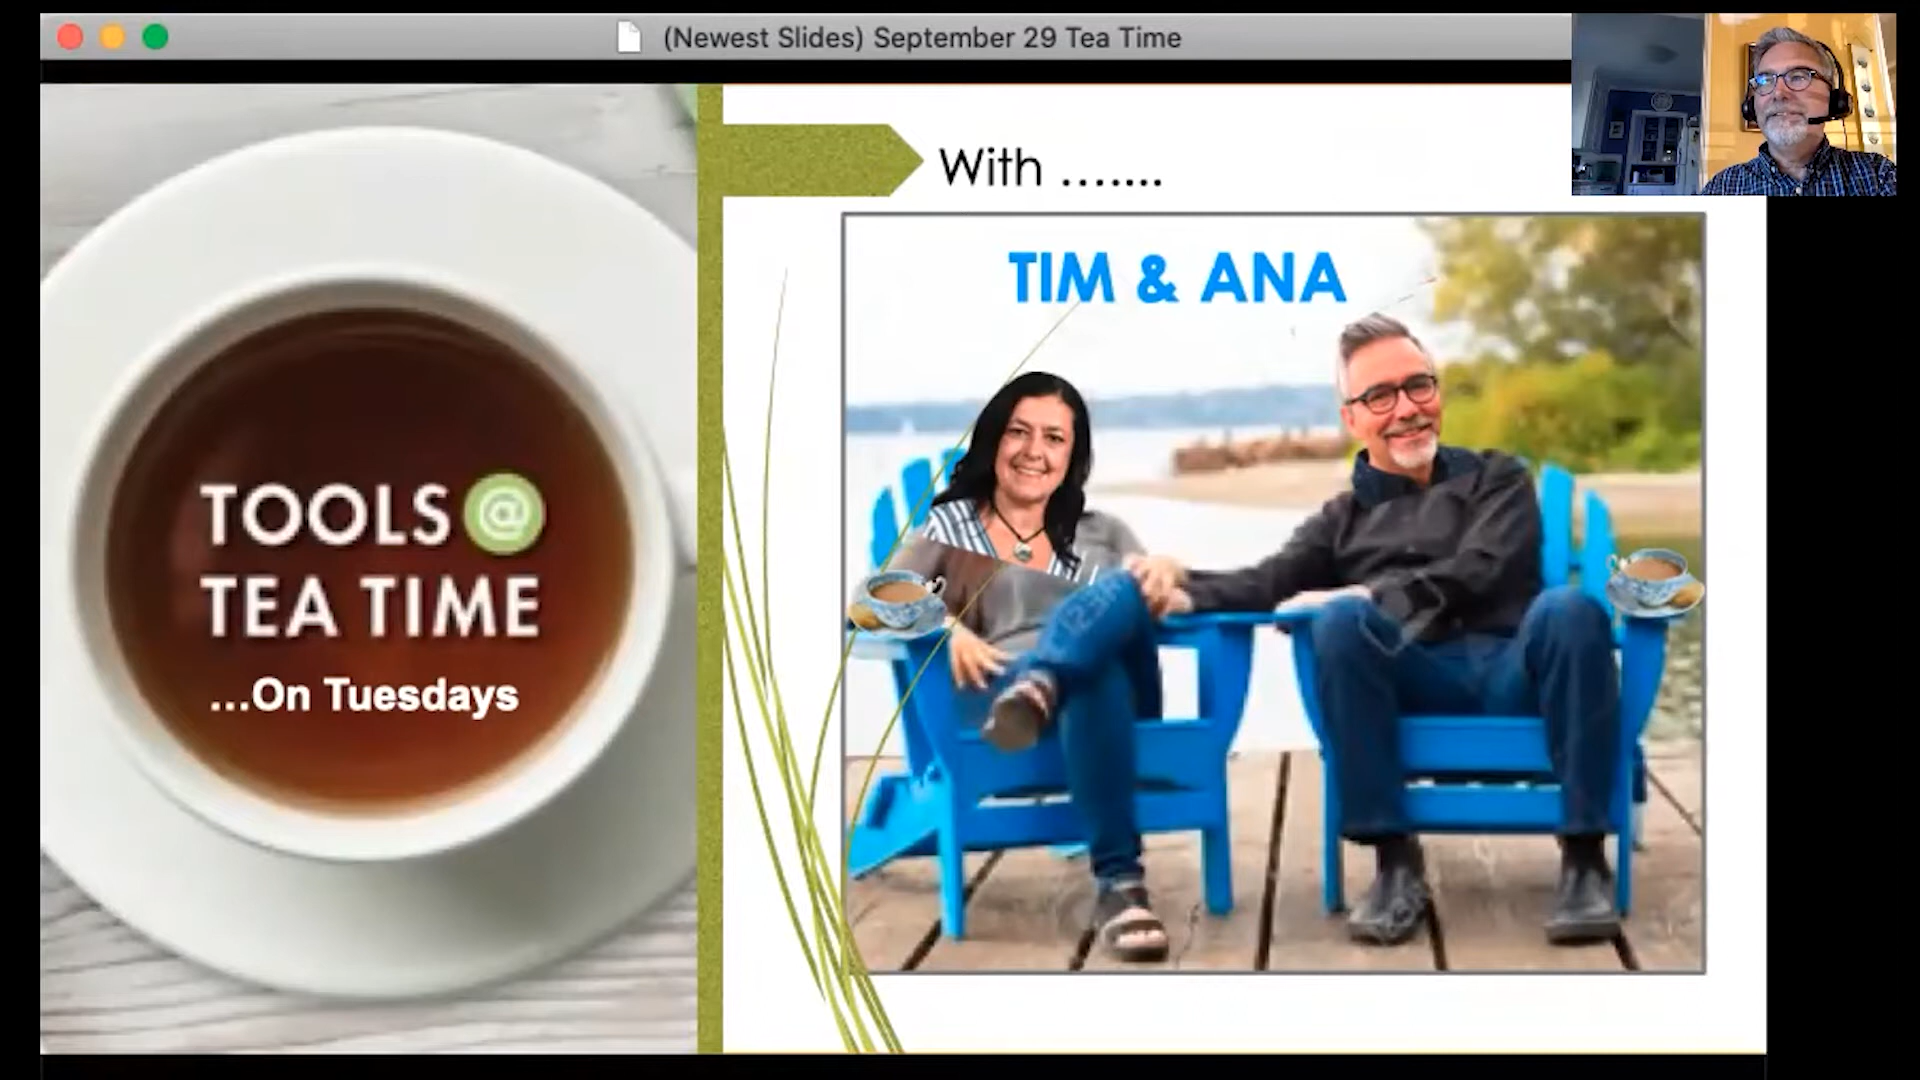 (Newest Slides) September 29 Tea Time
With ........
TIM & ANA
TOOLS @
TEA TIME
...On Tuesdays